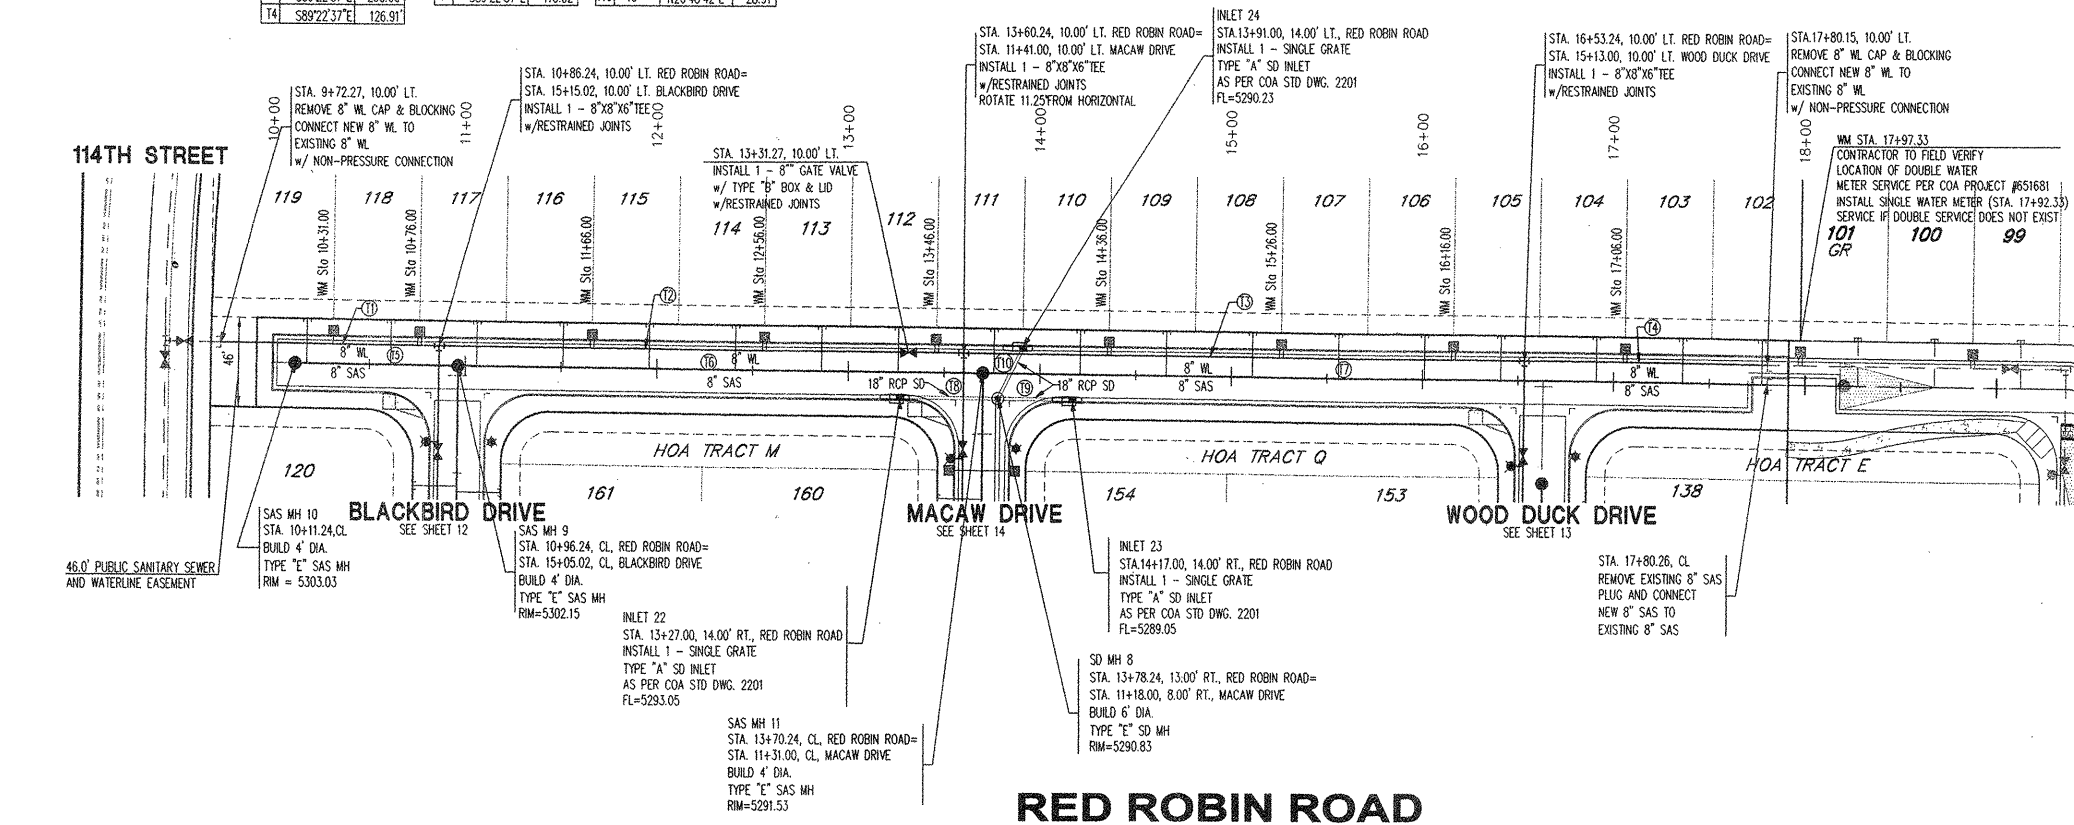 T4 S89°22'37"E 126.91'
114TH STREET
10+00
11+00
12+00
13+00
14+00
15+00
16+00
17+00
18+00
STA. 9+72.27, 10.00' LT.
REMOVE 8" WL CAP & BLOCKING
CONNECT NEW 8" WL TO
EXISTING 8" WL
w/ NON-PRESSURE CONNECTION
STA. 10+86.24, 10.00' LT. RED ROBIN ROAD=
STA. 15+15.02, 10.00' LT. BLACKBIRD DRIVE
INSTALL 1 - 8"X8"X6"TEE
w/RESTRAINED JOINTS
STA. 13+31.27, 10.00' LT.
INSTALL 1 - 8"" GATE VALVE
w/ TYPE "B" BOX & LID
w/RESTRAINED JOINTS
STA. 13+60.24, 10.00' LT. RED ROBIN ROAD=
STA. 11+41.00, 10.00' LT. MACAW DRIVE
INSTALL 1 - 8"X8"X6"TEE
w/RESTRAINED JOINTS
ROTATE 11.25°FROM HORIZONTAL
INLET 24
STA.13+91.00, 14.00' LT., RED ROBIN ROAD
INSTALL 1 - SINGLE GRATE
TYPE "A" SD INLET
AS PER COA STD DWG. 2201
FL=5290.23
STA. 16+53.24, 10.00' LT. RED ROBIN ROAD=
STA. 15+13.00, 10.00' LT. WOOD DUCK DRIVE
INSTALL 1 - 8"X8"X6"TEE
w/RESTRAINED JOINTS
STA.17+80.15, 10.00' LT.
REMOVE 8" WL CAP & BLOCKING
CONNECT NEW 8" WL TO
EXISTING 8" WL
w/ NON-PRESSURE CONNECTION
WM STA. 17+97.33
CONTRACTOR TO FIELD VERIFY
LOCATION OF DOUBLE WATER
METER SERVICE PER COA PROJECT #651681
INSTALL SINGLE WATER METER (STA. 17+92.33)
SERVICE IF DOUBLE SERVICE DOES NOT EXIST
119
118
117
116
115
114
113
112
111
110
109
108
107
106
105
104
103
102
101
GR
100
99
WM Sta 10+31.00
WM Sta 10+76.00
WM Sta 11+66.00
WM Sta 12+56.00
WM Sta 13+46.00
WM Sta 14+36.00
WM Sta 15+26.00
WM Sta 16+16.00
WM Sta 17+06.00
T1
T2
T3
T4
46'
8" WL
T5
8" SAS
T6
8" WL
8" SAS
18" RCP SD
T8
T10
T9
18" RCP SD
8" WL
8" SAS
T7
8" WL
8" SAS
120
HOA TRACT M
161
160
HOA TRACT Q
154
153
HOA TRACT E
138
BLACKBIRD DRIVE
SEE SHEET 12
MACAW DRIVE
SEE SHEET 14
WOOD DUCK DRIVE
SEE SHEET 13
46.0' PUBLIC SANITARY SEWER
AND WATERLINE EASEMENT
SAS MH 10
STA. 10+11.24,CL
BUILD 4' DIA.
TYPE "E" SAS MH
RIM = 5303.03
SAS MH 9
STA. 10+96.24, CL, RED ROBIN ROAD=
STA. 15+05.02, CL, BLACKBIRD DRIVE
BUILD 4' DIA.
TYPE "E" SAS MH
RIM=5302.15
INLET 22
STA. 13+27.00, 14.00' RT., RED ROBIN ROAD
INSTALL 1 - SINGLE GRATE
TYPE "A" SD INLET
AS PER COA STD DWG. 2201
FL=5293.05
SAS MH 11
STA. 13+70.24, CL, RED ROBIN ROAD=
STA. 11+31.00, CL, MACAW DRIVE
BUILD 4' DIA.
TYPE "E" SAS MH
RIM=5291.53
INLET 23
STA.14+17.00, 14.00' RT., RED ROBIN ROAD
INSTALL 1 - SINGLE GRATE
TYPE "A" SD INLET
AS PER COA STD DWG. 2201
FL=5289.05
SD MH 8
STA. 13+78.24, 13.00' RT., RED ROBIN ROAD=
STA. 11+18.00, 8.00' RT., MACAW DRIVE
BUILD 6' DIA.
TYPE "E" SD MH
RIM=5290.83
STA. 17+80.26, CL
REMOVE EXISTING 8" SAS
PLUG AND CONNECT
NEW 8" SAS TO
EXISTING 8" SAS
RED ROBIN ROAD